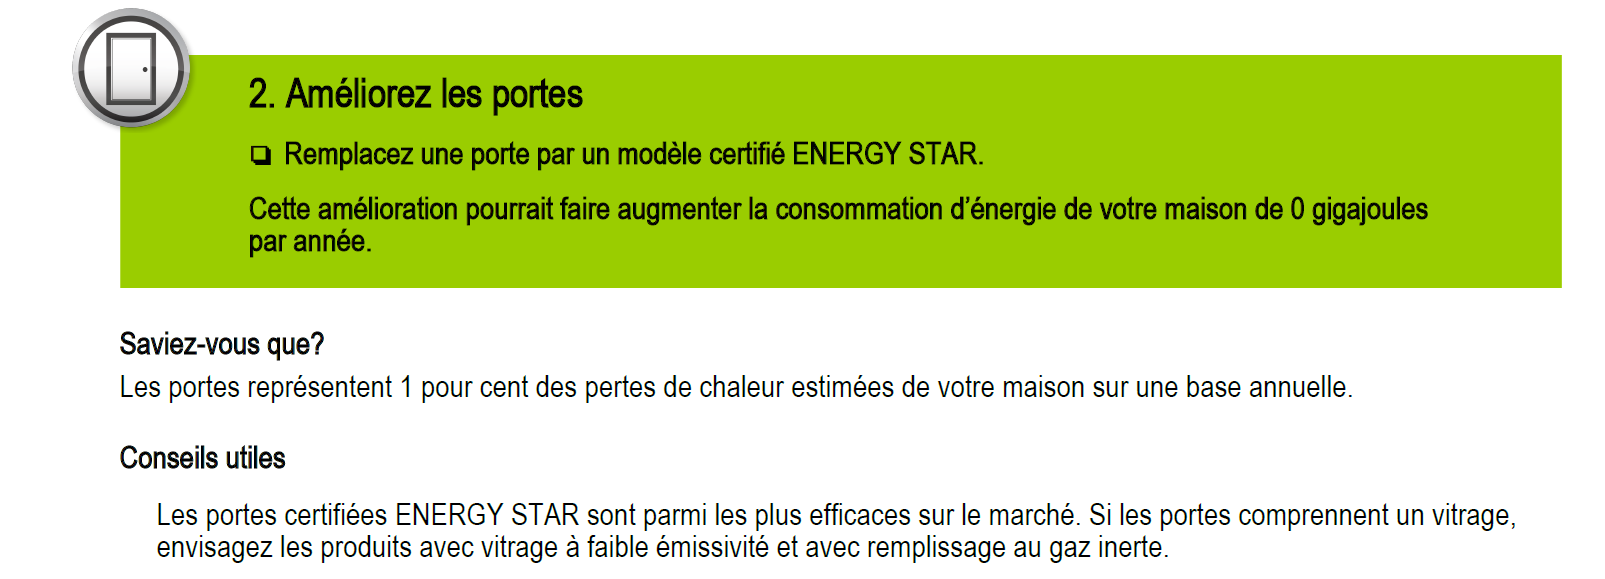 2. Améliorez les portes
❏ Remplacez une porte par un modèle certifié ENERGY STAR.
Cette amélioration pourrait faire augmenter la consommation d’énergie de votre maison de 0 gigajoules
par année.
Saviez-vous que?
Les portes représentent 1 pour cent des pertes de chaleur estimées de votre maison sur une base annuelle.
Conseils utiles
Les portes certifiées ENERGY STAR sont parmi les plus efficaces sur le marché. Si les portes comprennent un vitrage,
envisagez les produits avec vitrage à faible émissivité et avec remplissage au gaz inerte.